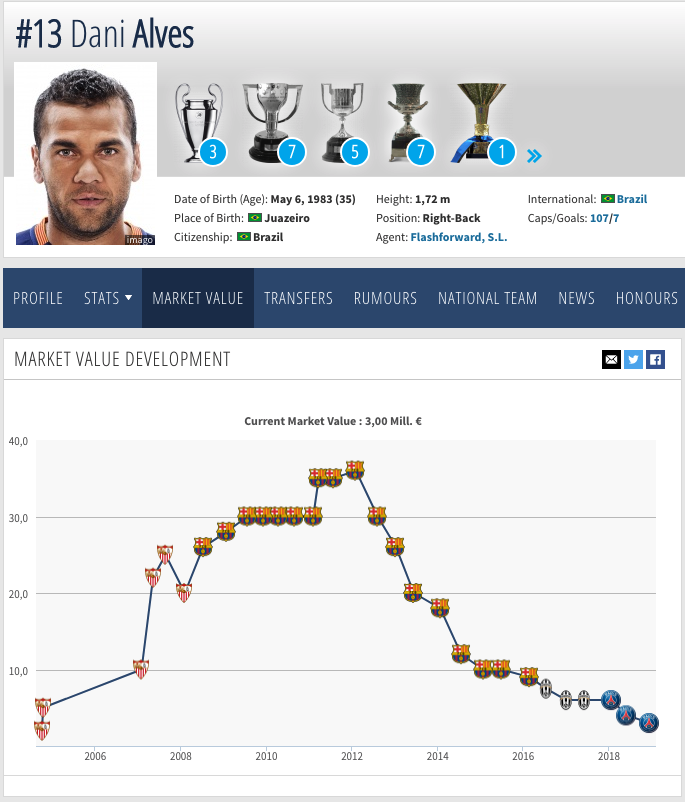 #13 Dani Alves
3 7 5 7 1
imago
Date of Birth (Age): May 6, 1983 (35) Height: 1,72 m International: Brazil
Place of Birth: Juazeiro Position: Right-Back Caps/Goals: 107/7
Citizenship: Brazil Agent: Flashforward, S.L.
PROFILE STATS MARKET VALUE TRANSFERS RUMOURS NATIONAL TEAM NEWS HONOURS
MARKET VALUE DEVELOPMENT
Current Market Value : 3,00 Mill. €
40,0
30,0
20,0
10,0
2006 2008 2010 2012 2014 2016 2018